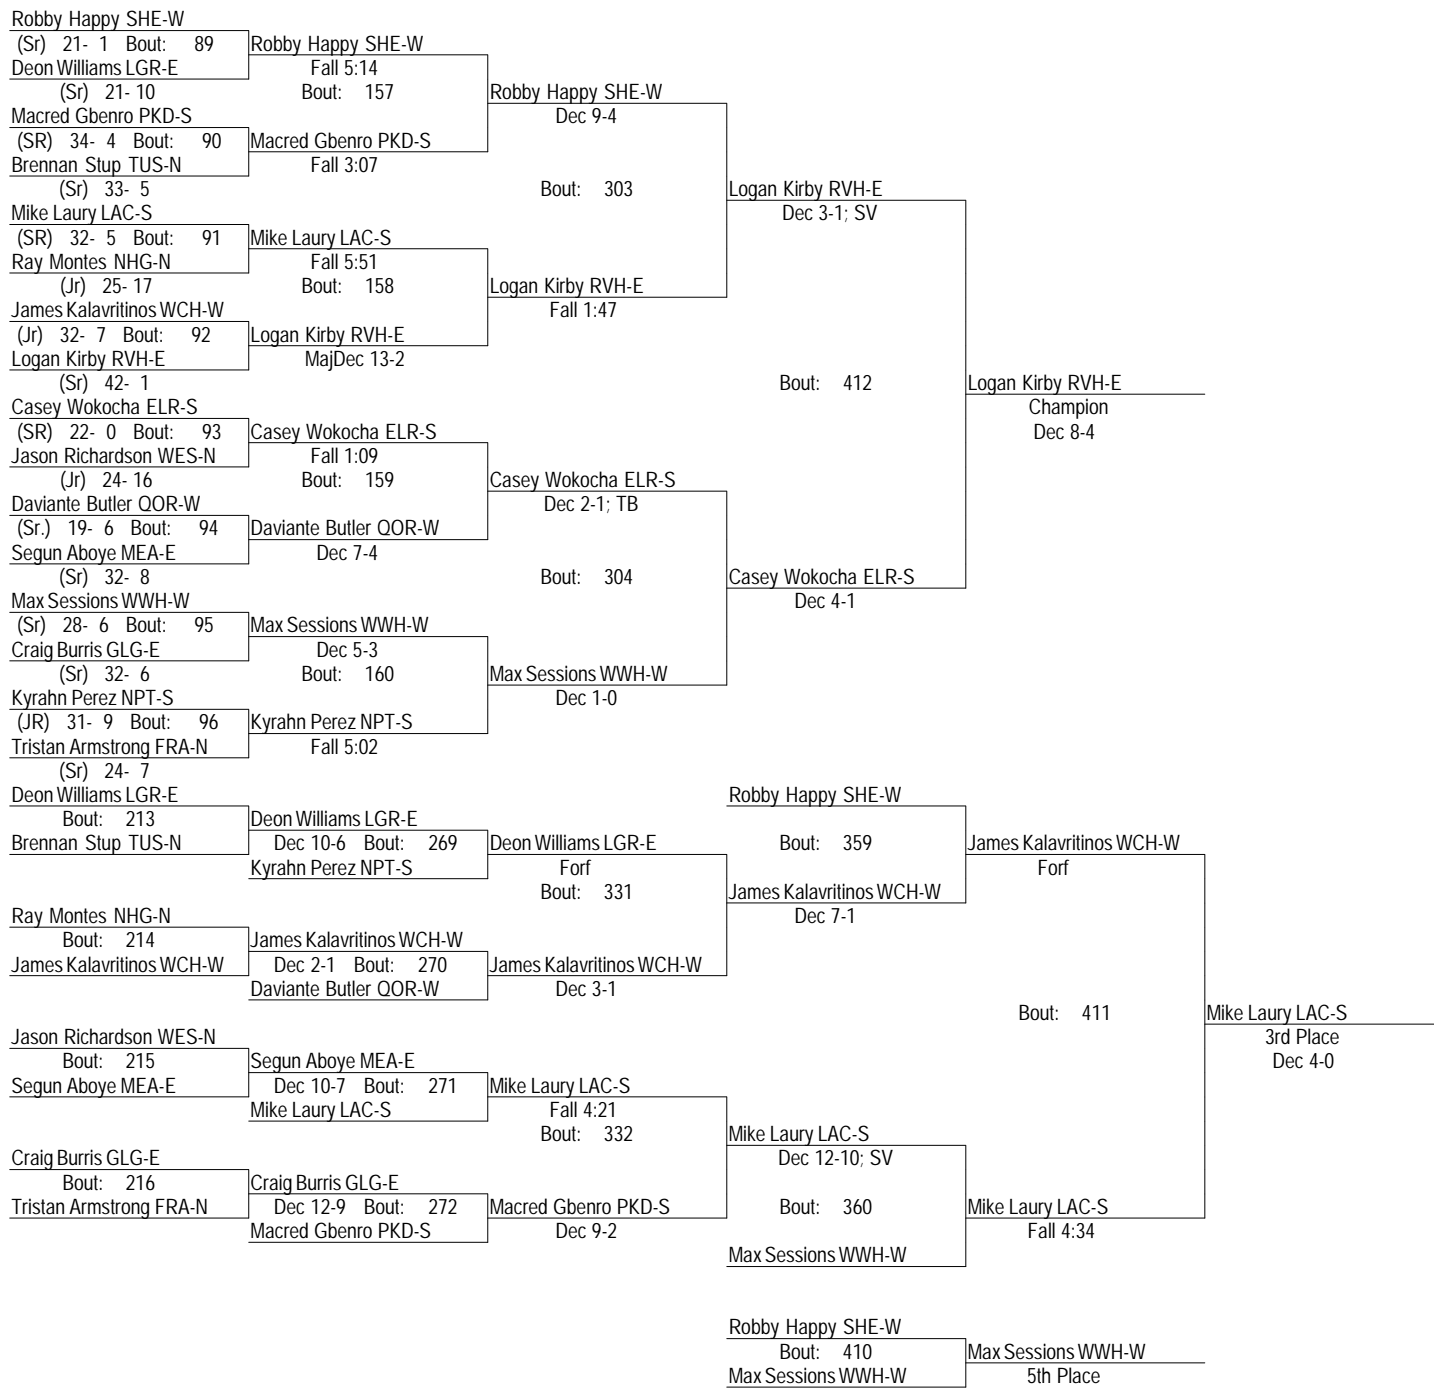 Robby Happy SHE-W
(Sr) 21- 1 Bout: 89 Robby Happy SHE-W
Deon Williams LGR-E Fall 5:14
(Sr) 21- 10 Bout: 157 Robby Happy SHE-W
Macred Gbenro PKD-S Dec 9-4
(SR) 34- 4 Bout: 90 Macred Gbenro PKD-S
Brennan Stup TUS-N Fall 3:07
(Sr) 33- 5 Bout: 303 Logan Kirby RVH-E
Mike Laury LAC-S Dec 3-1; SV
(SR) 32- 5 Bout: 91 Mike Laury LAC-S
Ray Montes NHG-N Fall 5:51
(Jr) 25- 17 Bout: 158 Logan Kirby RVH-E
James Kalavritinos WCH-W Fall 1:47
(Jr) 32- 7 Bout: 92 Logan Kirby RVH-E
Logan Kirby RVH-E MajDec 13-2
(Sr) 42- 1 Bout: 412 Logan Kirby RVH-E
Casey Wokocha ELR-S Champion
(SR) 22- 0 Bout: 93 Casey Wokocha ELR-S Dec 8-4
Jason Richardson WES-N Fall 1:09
(Jr) 24- 16 Bout: 159 Casey Wokocha ELR-S
Daviante Butler QOR-W Dec 2-1; TB
(Sr.) 19- 6 Bout: 94 Daviante Butler QOR-W
Segun Aboye MEA-E Dec 7-4
(Sr) 32- 8 Bout: 304 Casey Wokocha ELR-S
Max Sessions WWH-W Dec 4-1
(Sr) 28- 6 Bout: 95 Max Sessions WWH-W
Craig Burris GLG-E Dec 5-3
(Sr) 32- 6 Bout: 160 Max Sessions WWH-W
Kyrahn Perez NPT-S Dec 1-0
(JR) 31- 9 Bout: 96 Kyrahn Perez NPT-S
Tristan Armstrong FRA-N Fall 5:02
(Sr) 24- 7
Deon Williams LGR-E Robby Happy SHE-W
Bout: 213 Deon Williams LGR-E
Brennan Stup TUS-N Dec 10-6 Bout: 269 Deon Williams LGR-E Bout: 359 James Kalavritinos WCH-W
Kyrahn Perez NPT-S Forf Forf
Bout: 331 James Kalavritinos WCH-W
Ray Montes NHG-N Dec 7-1
Bout: 214 James Kalavritinos WCH-W
James Kalavritinos WCH-W Dec 2-1 Bout: 270 James Kalavritinos WCH-W
Daviante Butler QOR-W Dec 3-1
Bout: 411 Mike Laury LAC-S
Jason Richardson WES-N 3rd Place
Bout: 215 Segun Aboye MEA-E Dec 4-0
Segun Aboye MEA-E Dec 10-7 Bout: 271 Mike Laury LAC-S
Mike Laury LAC-S Fall 4:21
Bout: 332 Mike Laury LAC-S
Craig Burris GLG-E Dec 12-10; SV
Bout: 216 Craig Burris GLG-E
Tristan Armstrong FRA-N Dec 12-9 Bout: 272 Macred Gbenro PKD-S Bout: 360 Mike Laury LAC-S
Macred Gbenro PKD-S Dec 9-2 Fall 4:34
Max Sessions WWH-W
Robby Happy SHE-W
Bout: 410 Max Sessions WWH-W
Max Sessions WWH-W 5th Place